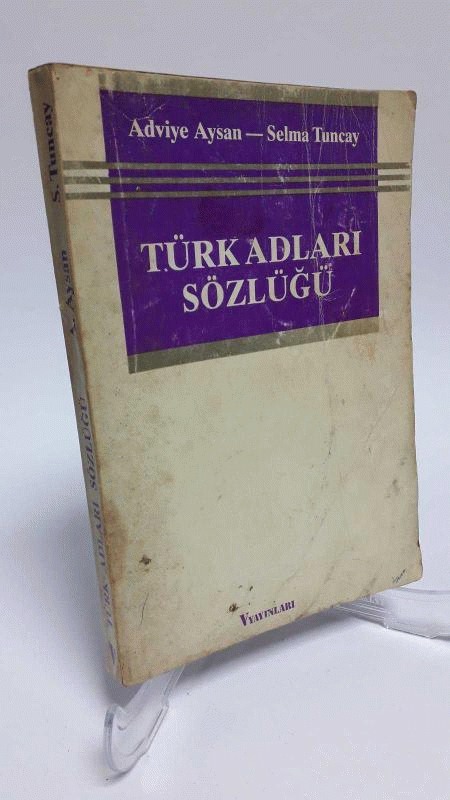 Adviye Aysan — Selma Tuncay
TÜRK ADLARI
SÖZLÜĞÜ
V YAYINLARI
TÜRK ADLARI SÖZLÜĞÜ
A. Aysan
S. Tuncay